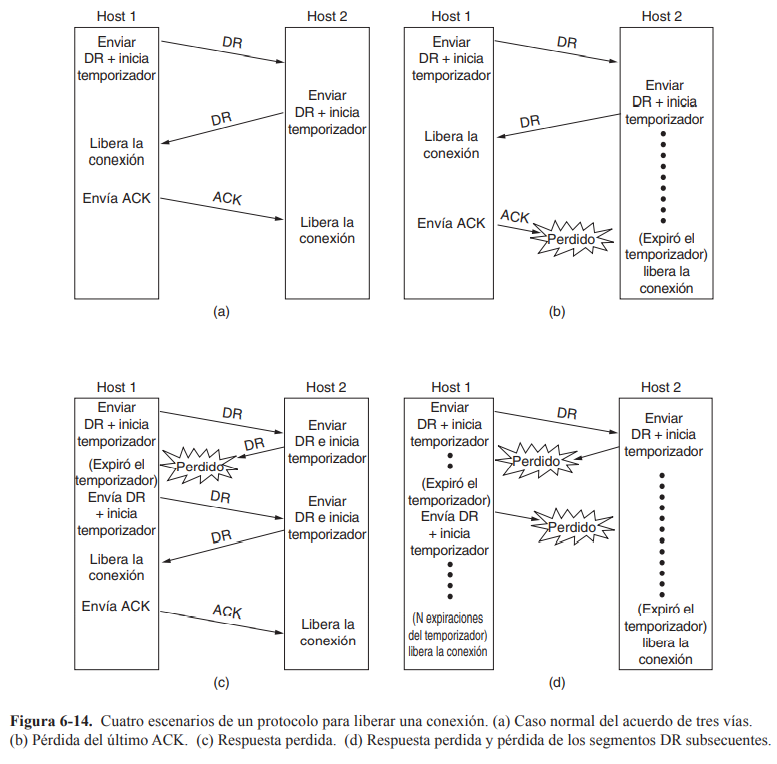 Host 1
Host 2
Enviar
DR + inicia
temporizador
DR
Enviar
DR + inicia
temporizador
DR
Libera la
conexión
Envía ACK
ACK
Libera la
conexión
(a)
Host 1
Host 2
Enviar
DR + inicia
temporizador
DR
Enviar
DR + inicia
temporizador
DR
Libera la
conexión
Envía ACK
ACK
Perdido
(Expiró el
temporizador)
libera la
conexión
(b)
Host 1
Host 2
Enviar
DR + inicia
temporizador
DR
Enviar
DR e inicia
temporizador
DR
Perdido
(Expiró el
temporizador)
Envía DR
+ inicia
temporizador
DR
Enviar
DR e inicia
temporizador
DR
Libera la
conexión
Envía ACK
ACK
Libera la
conexión
(c)
Host 1
Host 2
Enviar
DR + inicia
temporizador
DR
Enviar
DR + inicia
temporizador
Perdido
(Expiró el
temporizador)
Envía DR
+ inicia
temporizador
Perdido
(N expiraciones
del temporizador)
libera la conexión
(Expiró el
temporizador)
libera la
conexión
(d)
Figura 6-14. Cuatro escenarios de un protocolo para liberar una conexión. (a) Caso normal del acuerdo de tres vías.
(b) Pérdida del último ACK. (c) Respuesta perdida. (d) Respuesta perdida y pérdida de los segmentos DR subsecuentes.